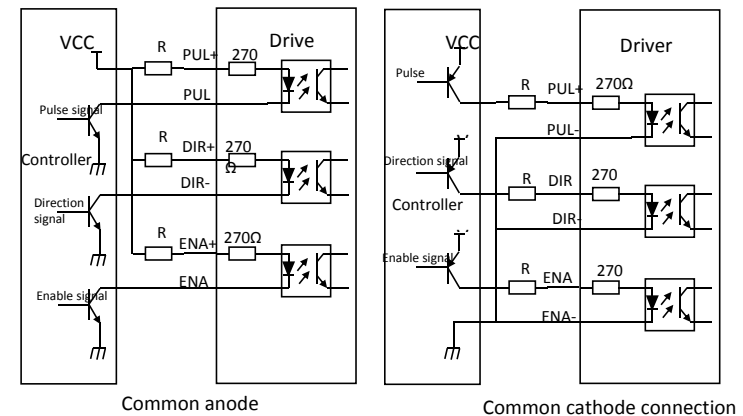 VCC
R
PUL+
270
Drive
PUL
Pulse signal
R
DIR+
270
Ω
Controller
DIR-
Direction
signal
R
ENA+
270Ω
ENA
Enable signal
Common anode
VCC
Driver
Pulse
R
PUL+
270Ω
PUL-
Direction signal
R
DIR
270
Controller
DIR-
Enable signal
R
ENA
270
ENA-
Common cathode connection